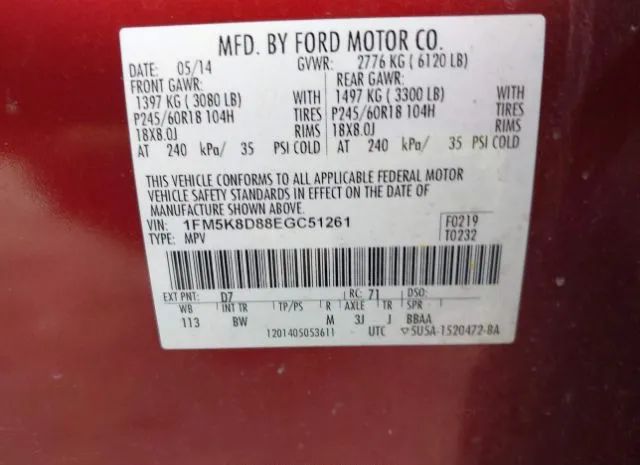 MFD. BY FORD MOTOR CO.
DATE: 05/14 GVWR: 2776 KG ( 6120 LB)
FRONT GAWR: REAR GAWR:
1397 KG ( 3080 LB) WITH 1497 KG ( 3300 LB) WITH
P245/60R18 104H TIRES P245/60R18 104H TIRES
18X8.0J RIMS 18X8.0J RIMS
AT 240 kPa/ 35 PSI COLD AT 240 kPa/ 35 PSI COLD
THIS VEHICLE CONFORMS TO ALL APPLICABLE FEDERAL MOTOR
VEHICLE SAFETY STANDARDS IN EFFECT ON THE DATE OF
MANUFACTURE SHOWN ABOVE.
VIN: 1FM5K8D88EGC51261 F0219
TYPE: MPV T0232
EXT PNT: D7 RC: 71 DSO:
WB INT TR TP/PS R AXLE TR SPR
113 BW M 3J J BBAA
1201405053611 UTC ▽5USA-1520472-BA